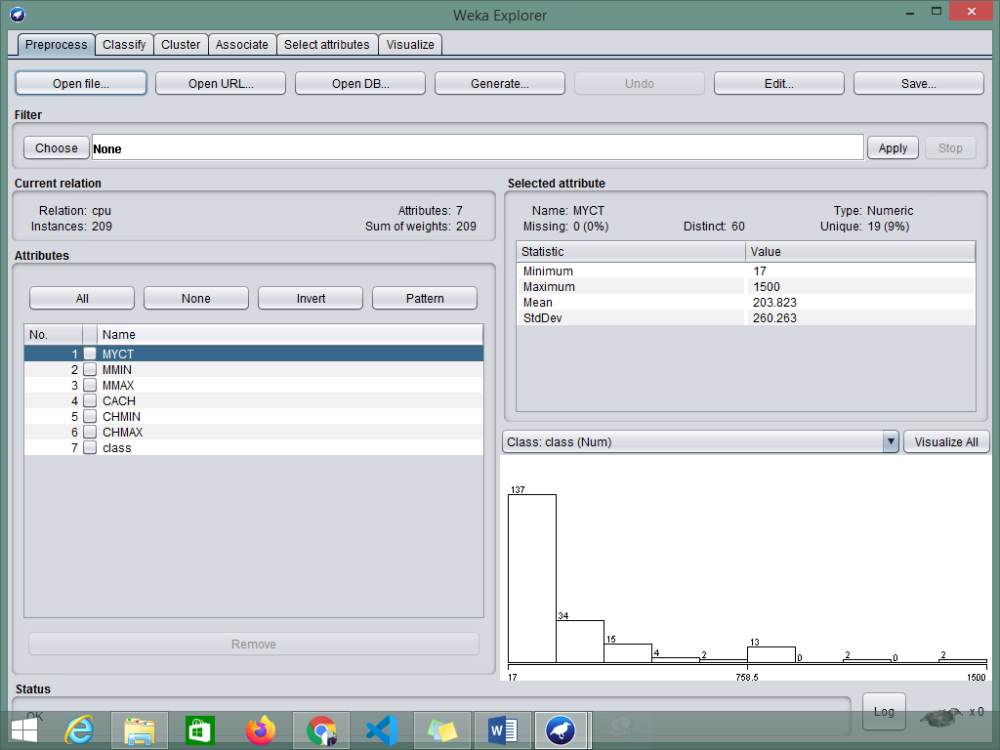 Weka Explorer
Preprocess Classify Cluster Associate Select attributes Visualize
Open file... Open URL... Open DB... Generate... Undo Edit... Save...
Filter
Choose None Apply Stop
Current relation
Relation: cpu Attributes: 7
Instances: 209 Sum of weights: 209
Selected attribute
Name: MYCT Type: Numeric
Missing: 0 (0%) Distinct: 60 Unique: 19 (9%)
Statistic Value
Minimum 17
Maximum 1500
Mean 203.823
StdDev 260.263
Attributes
All None Invert Pattern
No. Name
1 MYCT
2 MMIN
3 MMAX
4 CACH
5 CHMIN
6 CHMAX
7 class
Remove
Class: class (Num) Visualize All
137
34
15
4
2
13
0
2
0
2
17 758.5 1500
Status
OK
Log x 0